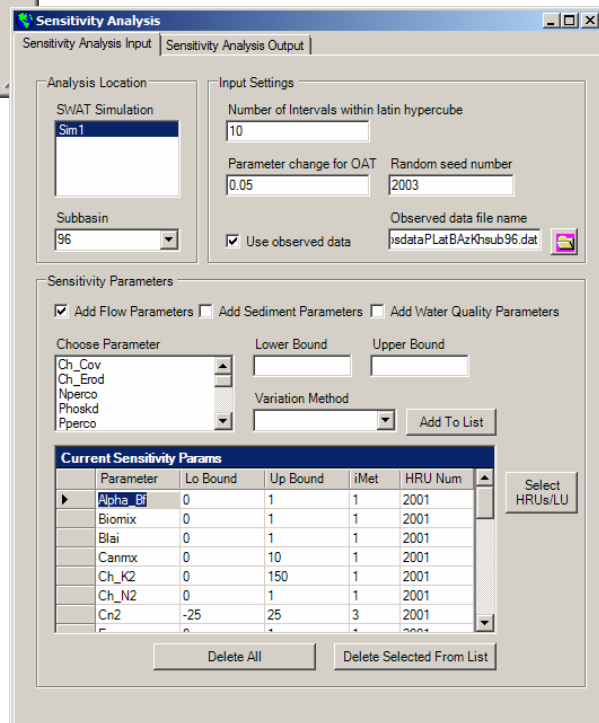 Sensitivity Analysis
Sensitivity Analysis Input Sensitivity Analysis Output
Analysis Location
SWAT Simulation
Sim1
Subbasin
96
Input Settings
Number of Intervals within latin hypercube
10
Parameter change for OAT Random seed number
0.05 2003
Observed data file name
Use observed data osdataPLatBAzKhsub96.dat
Sensitivity Parameters
Add Flow Parameters Add Sediment Parameters Add Water Quality Parameters
Choose Parameter Lower Bound Upper Bound
Ch_Cov
Ch_Erod
Nperco
Phoskd
Pperco
Variation Method
Add To List
Current Sensitivity Params
Parameter Lo Bound Up Bound iMet HRU Num
Alpha_Bf 0 1 1 2001
Biomix 0 1 1 2001
Blai 0 1 1 2001
Canmx 0 10 1 2001
Ch_K2 0 150 1 2001
Ch_N2 0 1 1 2001
Cn2 -25 25 3 2001
Select
HRUs/LU
Delete All Delete Selected From List